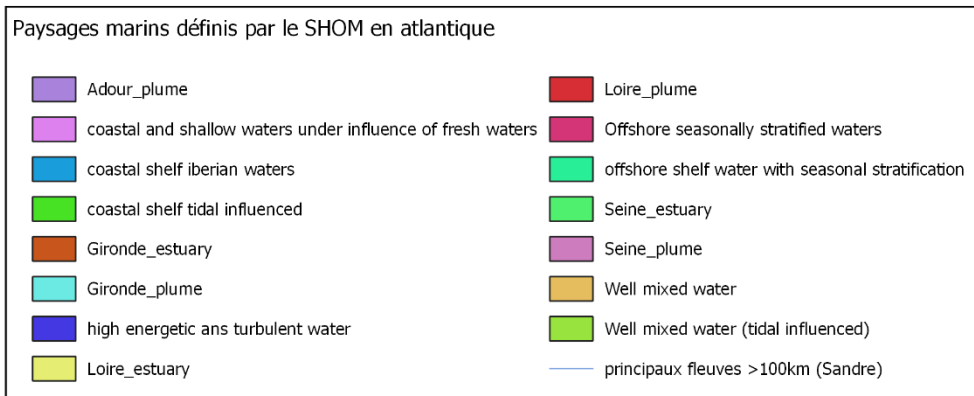 Paysages marins définis par le SHOM en atlantique
Adour_plume
coastal and shallow waters under influence of fresh waters
coastal shelf iberian waters
coastal shelf tidal influenced
Gironde_estuary
Gironde_plume
high energetic ans turbulent water
Loire_estuary
Loire_plume
Offshore seasonally stratified waters
offshore shelf water with seasonal stratification
Seine_estuary
Seine_plume
Well mixed water
Well mixed water (tidal influenced)
principaux fleuves >100km (Sandre)